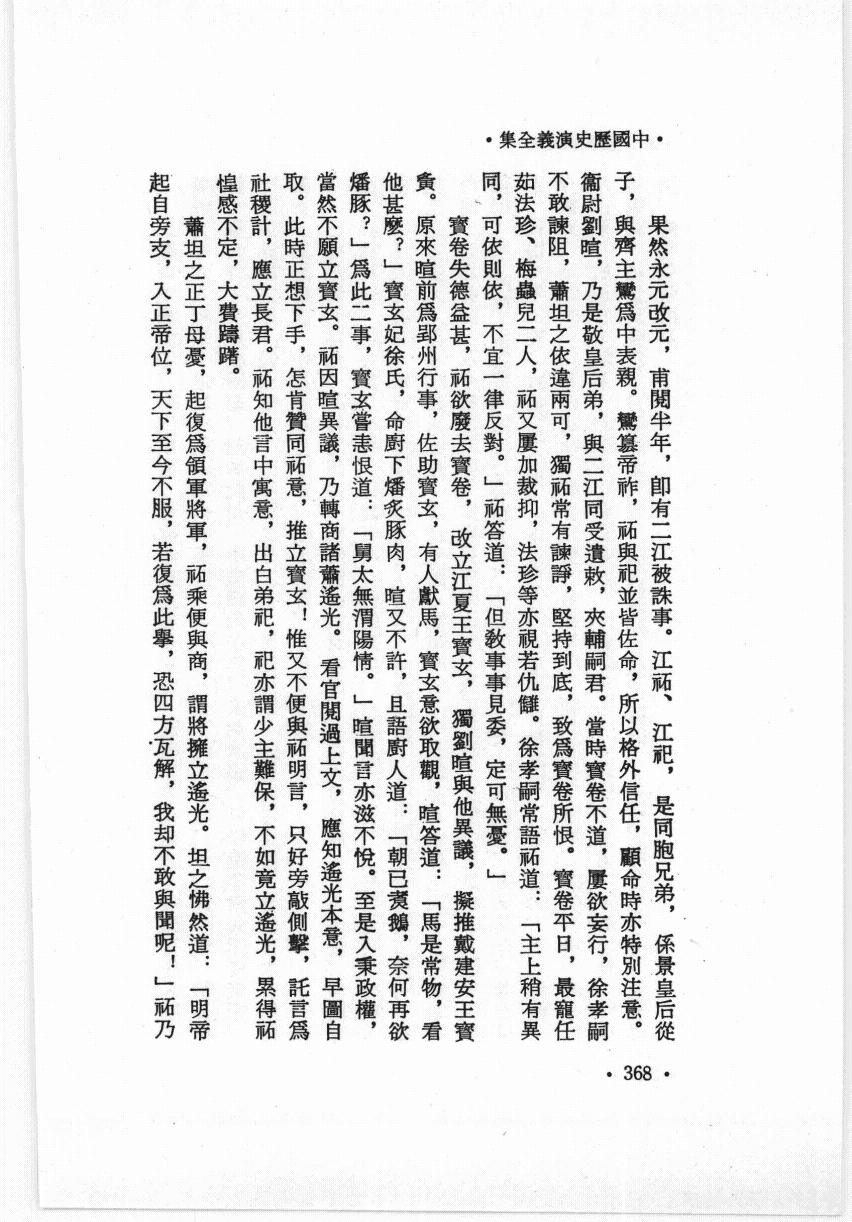 •中國歷史演義全集•
果然永元改元，甫閱半年，卽有二江被誅事。江祏、江祀，是同胞兄弟，係景皇后從
子，與齊主鸞爲中表親。鸞篡帝祚，祏與祀並皆佐命，所以格外信任，顧命時亦特別注意。
衞尉劉暄，乃是敬皇后弟，與二江同受遺敕，夾輔嗣君。當時寶卷不道，屢欲妄行，徐孝嗣
不敢諫阻，蕭坦之依違兩可，獨祏常有諫諍，堅持到底，致爲寶卷所恨。寶卷平日，最寵任
茹法珍、梅蟲兒二人，祏又屢加裁抑，法珍等亦視若仇讎。徐孝嗣常語祏道：「主上稍有異
同，可依則依，不宜一律反對。」祏答道：「但敎事事見委，定可無憂。」
寶卷失德益甚，祏欲廢去寶卷，改立江夏王寶玄，獨劉暄與他異議，擬推戴建安王寶
夤。原來暄前爲郢州行事，佐助寶玄，有人獻馬，寶玄意欲取觀，暄答道：「馬是常物，看
他甚麼？」寶玄妃徐氏，命廚下燔炙豚肉，暄又不許，且語廚人道：「朝已煑鵝，奈何再欲
燔豚？」爲此二事，寶玄嘗恚恨道：「舅太無渭陽情。」暄聞言亦滋不悅。至是入秉政權，
當然不願立寶玄。祏因暄異議，乃轉商諸蕭遙光。看官閱過上文，應知遙光本意，早圖自
取。此時正想下手，怎肯贊同祏意，推立寶玄！惟又不便與祏明言，只好旁敲側擊，託言爲
社稷計，應立長君。祏知他言中寓意，出白弟祀，祀亦謂少主難保，不如竟立遙光，累得祏
惶感不定，大費躊躇。
蕭坦之正丁母憂，起復爲領軍將軍，祏乘便與商，謂將擁立遙光。坦之怫然道：「明帝
起自旁支，入正帝位，天下至今不服，若復爲此擧，恐四方瓦解，我却不敢與聞呢！」祏乃
•368•